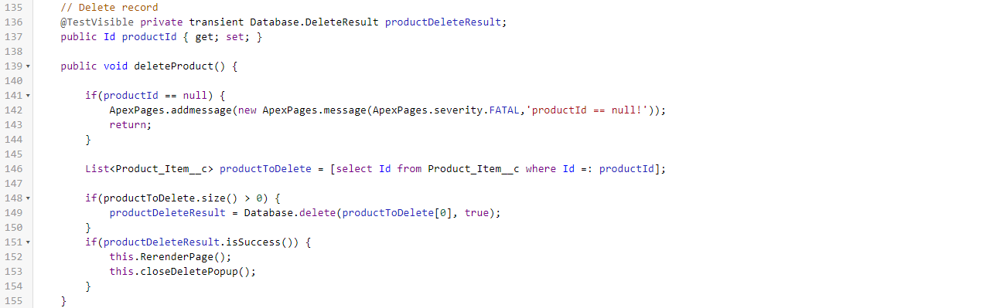 135 // Delete record
136 @TestVisible private transient Database.DeleteResult productDeleteResult;
137 public Id productId { get; set; }
138
139 public void deleteProduct() {
140
141 if(productId == null) {
142 ApexPages.addmessage(new ApexPages.message(ApexPages.severity.FATAL,'productId == null!'));
143 return;
144 }
145
146 List<Product_Item__c> productToDelete = [select Id from Product_Item__c where Id =: productId];
147
148 if(productToDelete.size() > 0) {
149 productDeleteResult = Database.delete(productToDelete[0], true);
150 }
151 if(productDeleteResult.isSuccess()) {
152 this.RerenderPage();
153 this.closeDeletePopup();
154 }
155 }